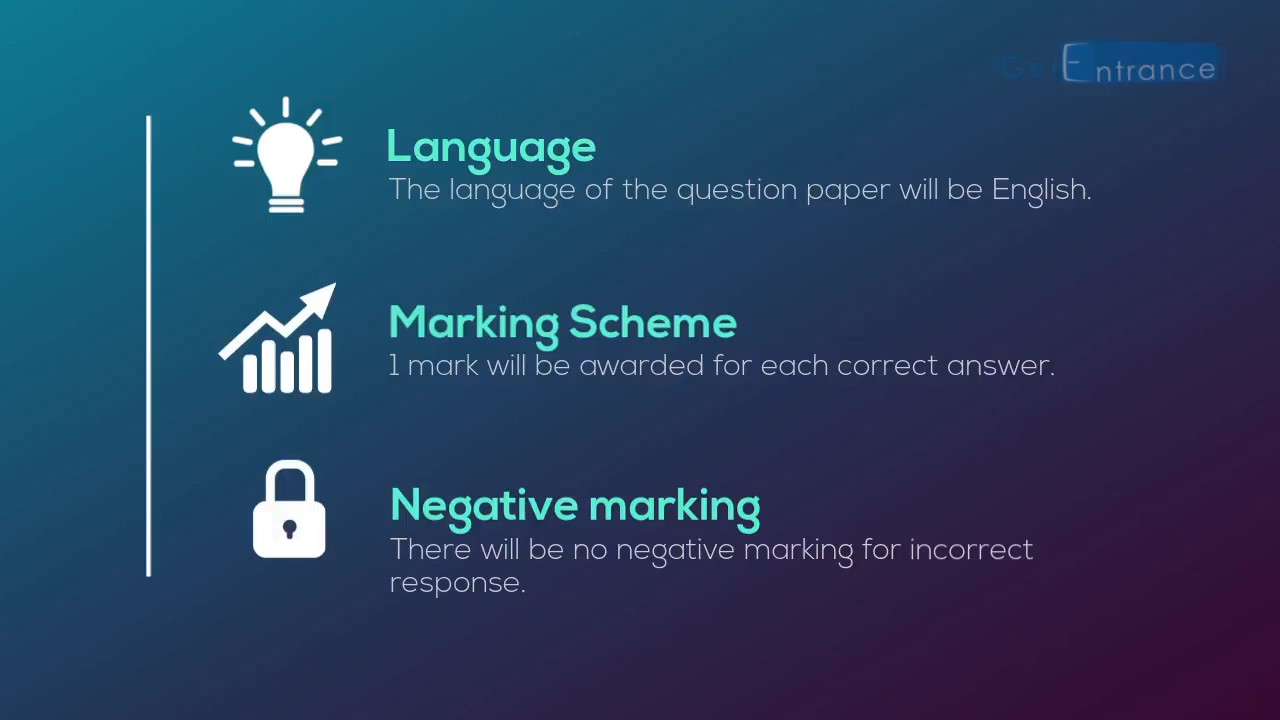 GetEntrance
Language
The language of the question paper will be English.
Marking Scheme
1 mark will be awarded for each correct answer.
Negative marking
There will be no negative marking for incorrect
response.